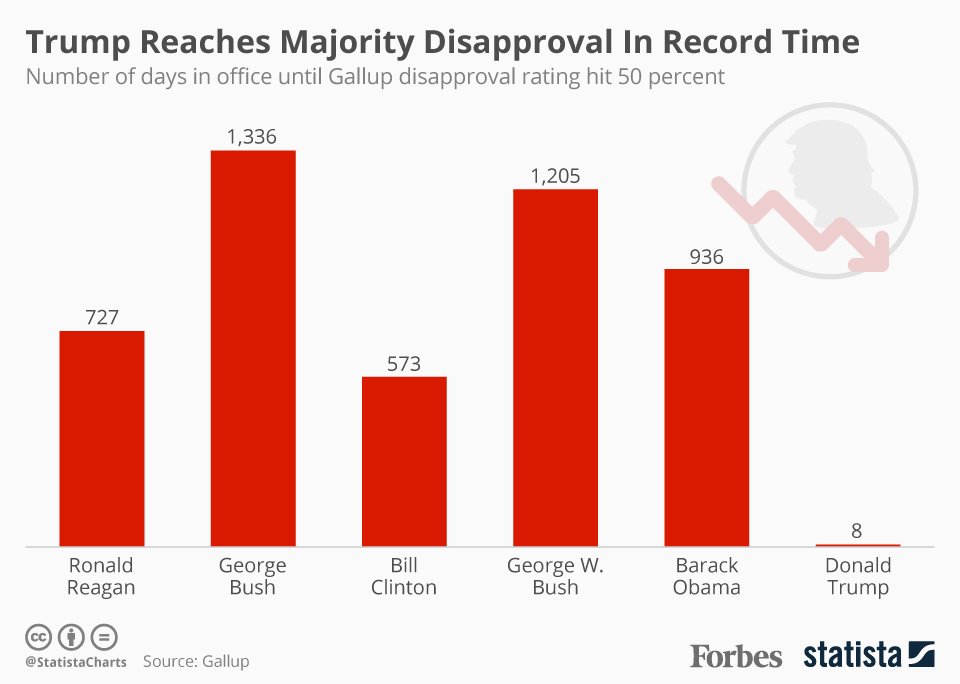 Trump Reaches Majority Disapproval In Record Time
Number of days in office until Gallup disapproval rating hit 50 percent
1,336
1,205
936
727
573
8
Ronald
Reagan
George
Bush
Bill
Clinton
George W.
Bush
Barack
Obama
Donald
Trump
cc
@StatistaCharts
Source: Gallup
Forbes
statista